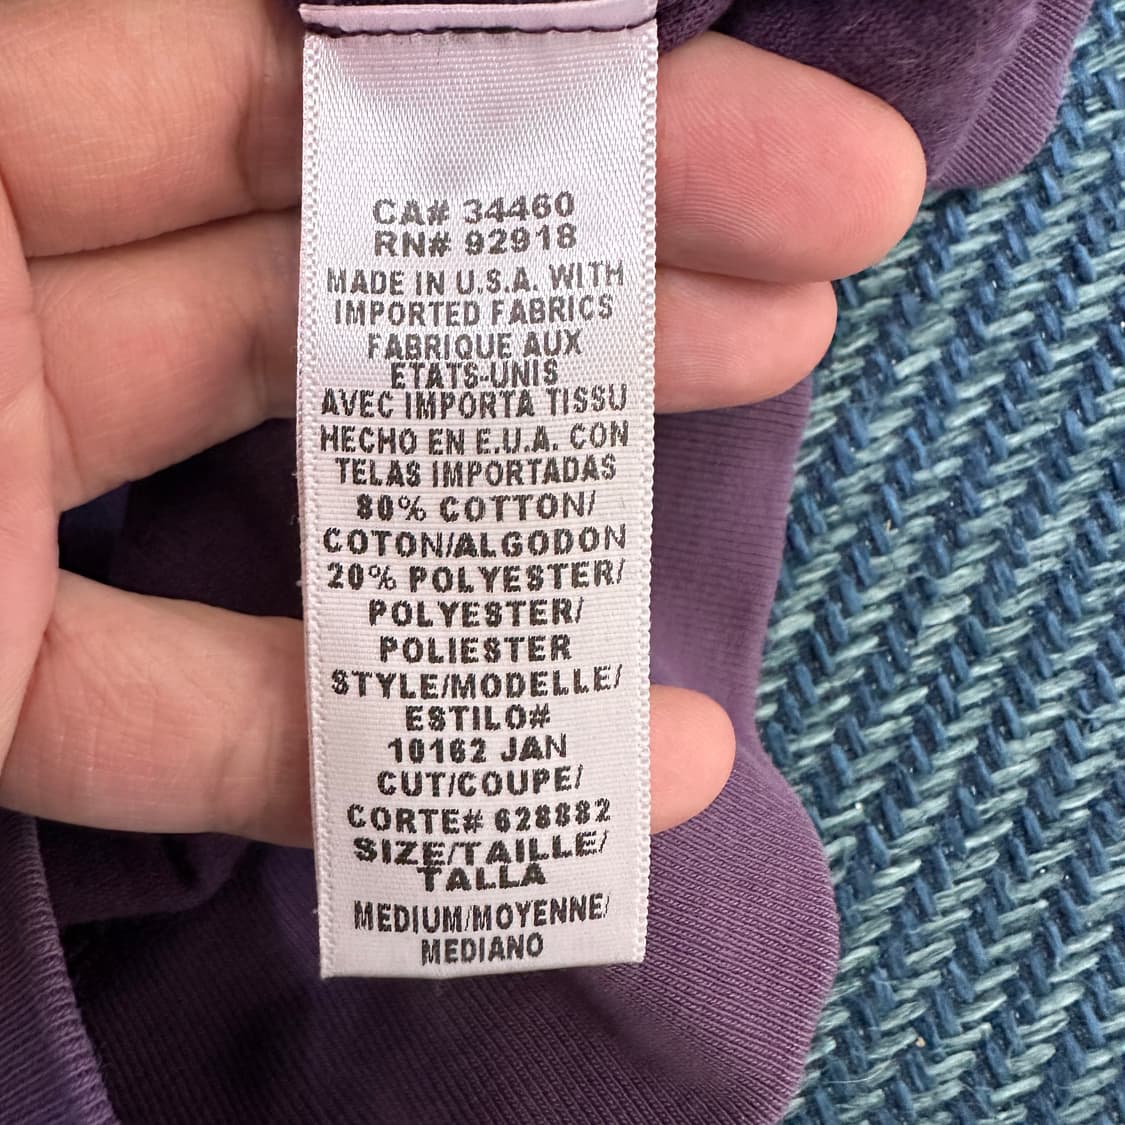 CA# 34460
RN# 92918
MADE IN U.S.A. WITH
IMPORTED FABRICS
FABRIQUE AUX
ETATS-UNIS
AVEC IMPORTA TISSU
HECHO EN E.U.A. CON
TELAS IMPORTADAS
80% COTTON/
COTON/ALGODON
20% POLYESTER/
POLYESTER/
POLIESTER
STYLE/MODELLE/
ESTILO#
10162 JAN
CUT/COUPE/
CORTE# 628882
SIZE/TAILLE/
TALLA
MEDIUM/MOYENNE/
MEDIANO